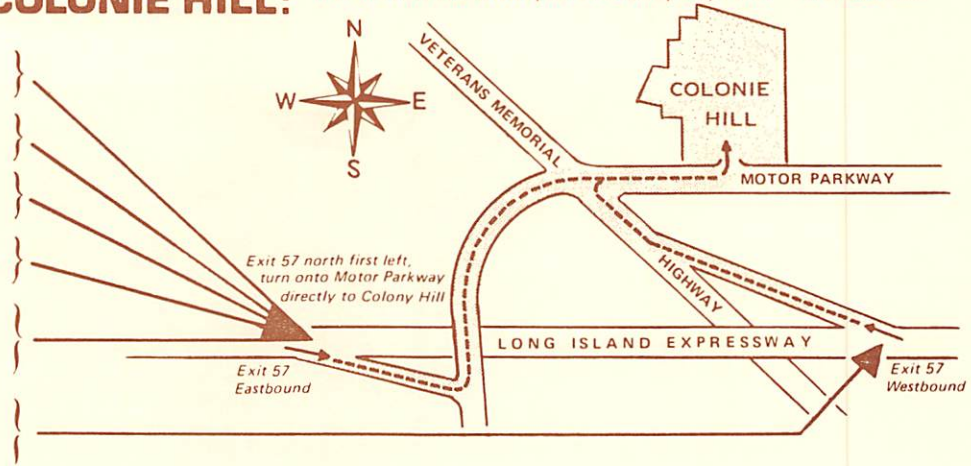 COLONIE HILL:
N
W E
S
VETERANS MEMORIAL
COLONIE
HILL
MOTOR PARKWAY
Exit 57 north first left,
turn onto Motor Parkway
directly to Colony Hill
HIGHWAY
LONG ISLAND EXPRESSWAY
Exit 57
Eastbound
Exit 57
Westbound